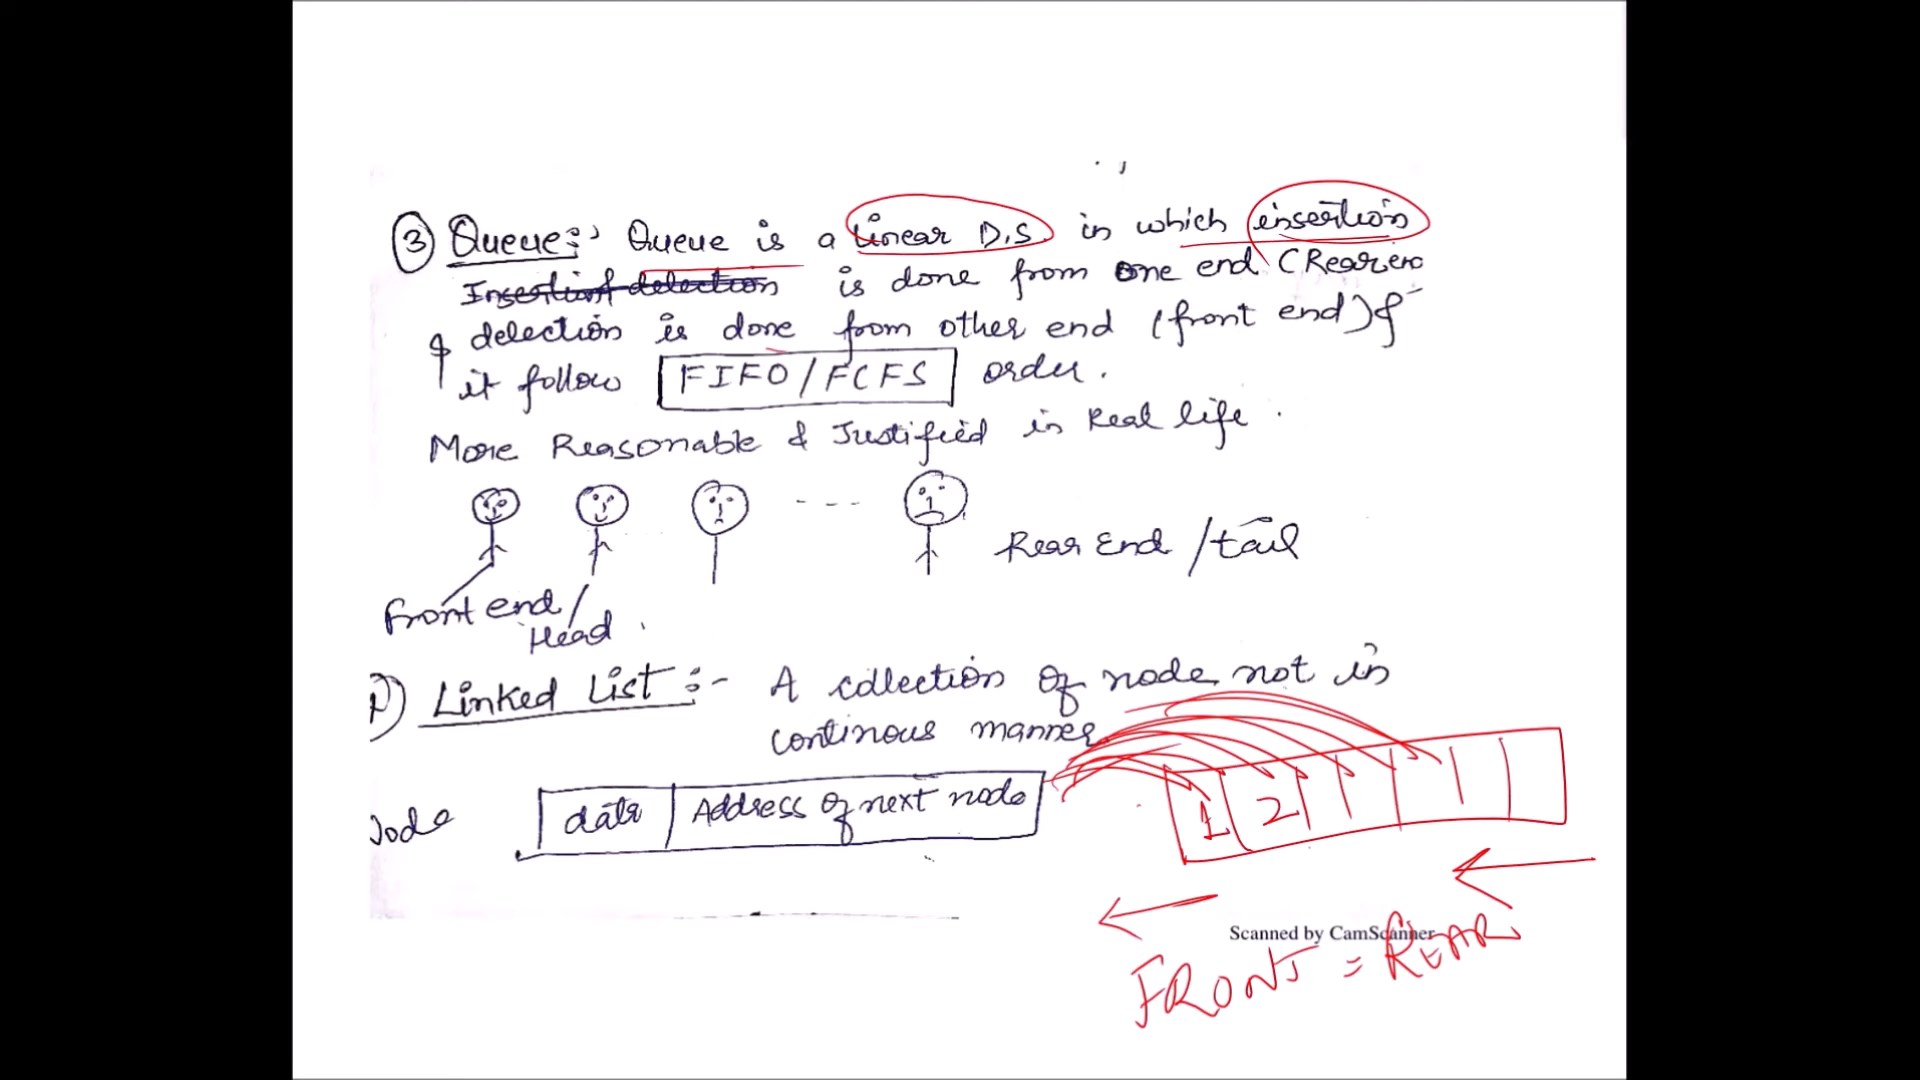 ③ Queue:- Queue is a linear D.S. in which insertion
Insertion & delection is done from one end (Rear end
& delection is done from other end (front end) &
it follow FIFO/FCFS order.
More Reasonable & Justified in Real life.
Rear End /tail
Front end/
Head
Linked List :- A collection of node not in
continous manner
Node data Address of next node
1 2
Scanned by CamScanner
FRONT = REAR